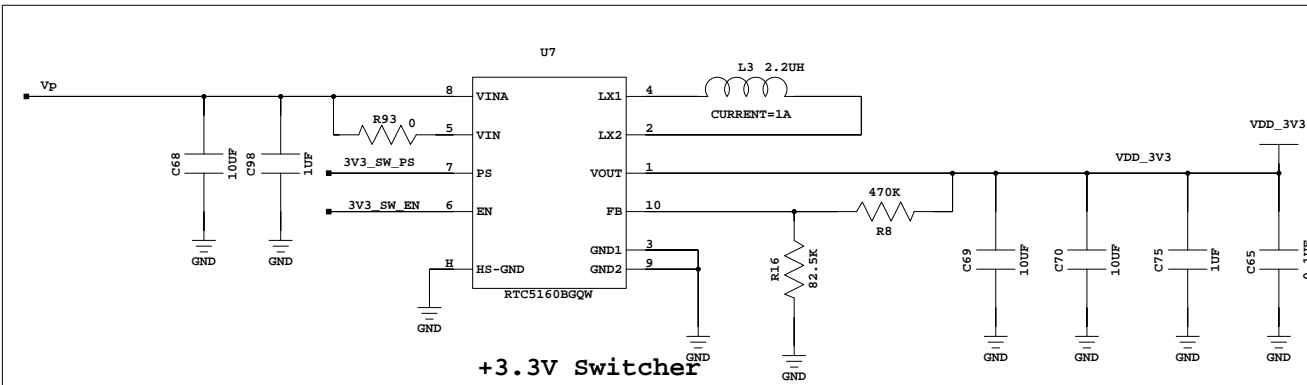 U7
Vp
8 VINA
R93 0
5 VIN
3V3_SW_PS
7 PS
3V3_SW_EN
6 EN
H HS-GND
LX1 4
LX2 2
VOUT 1
FB 10
GND1 3
GND2 9
RTC5160BGQW
L3 2.2UH
CURRENT=1A
VDD_3V3
VDD_3V3
470K
R8
R16
82.5K
C68
10UF
C98
1UF
C69
10UF
C70
10UF
C75
1UF
C65
GND
GND
GND
GND
GND
GND
GND
GND
GND
+3.3V Switcher